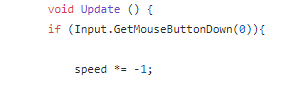 void Update () {
if (Input.GetMouseButtonDown(0)){
speed *= -1;